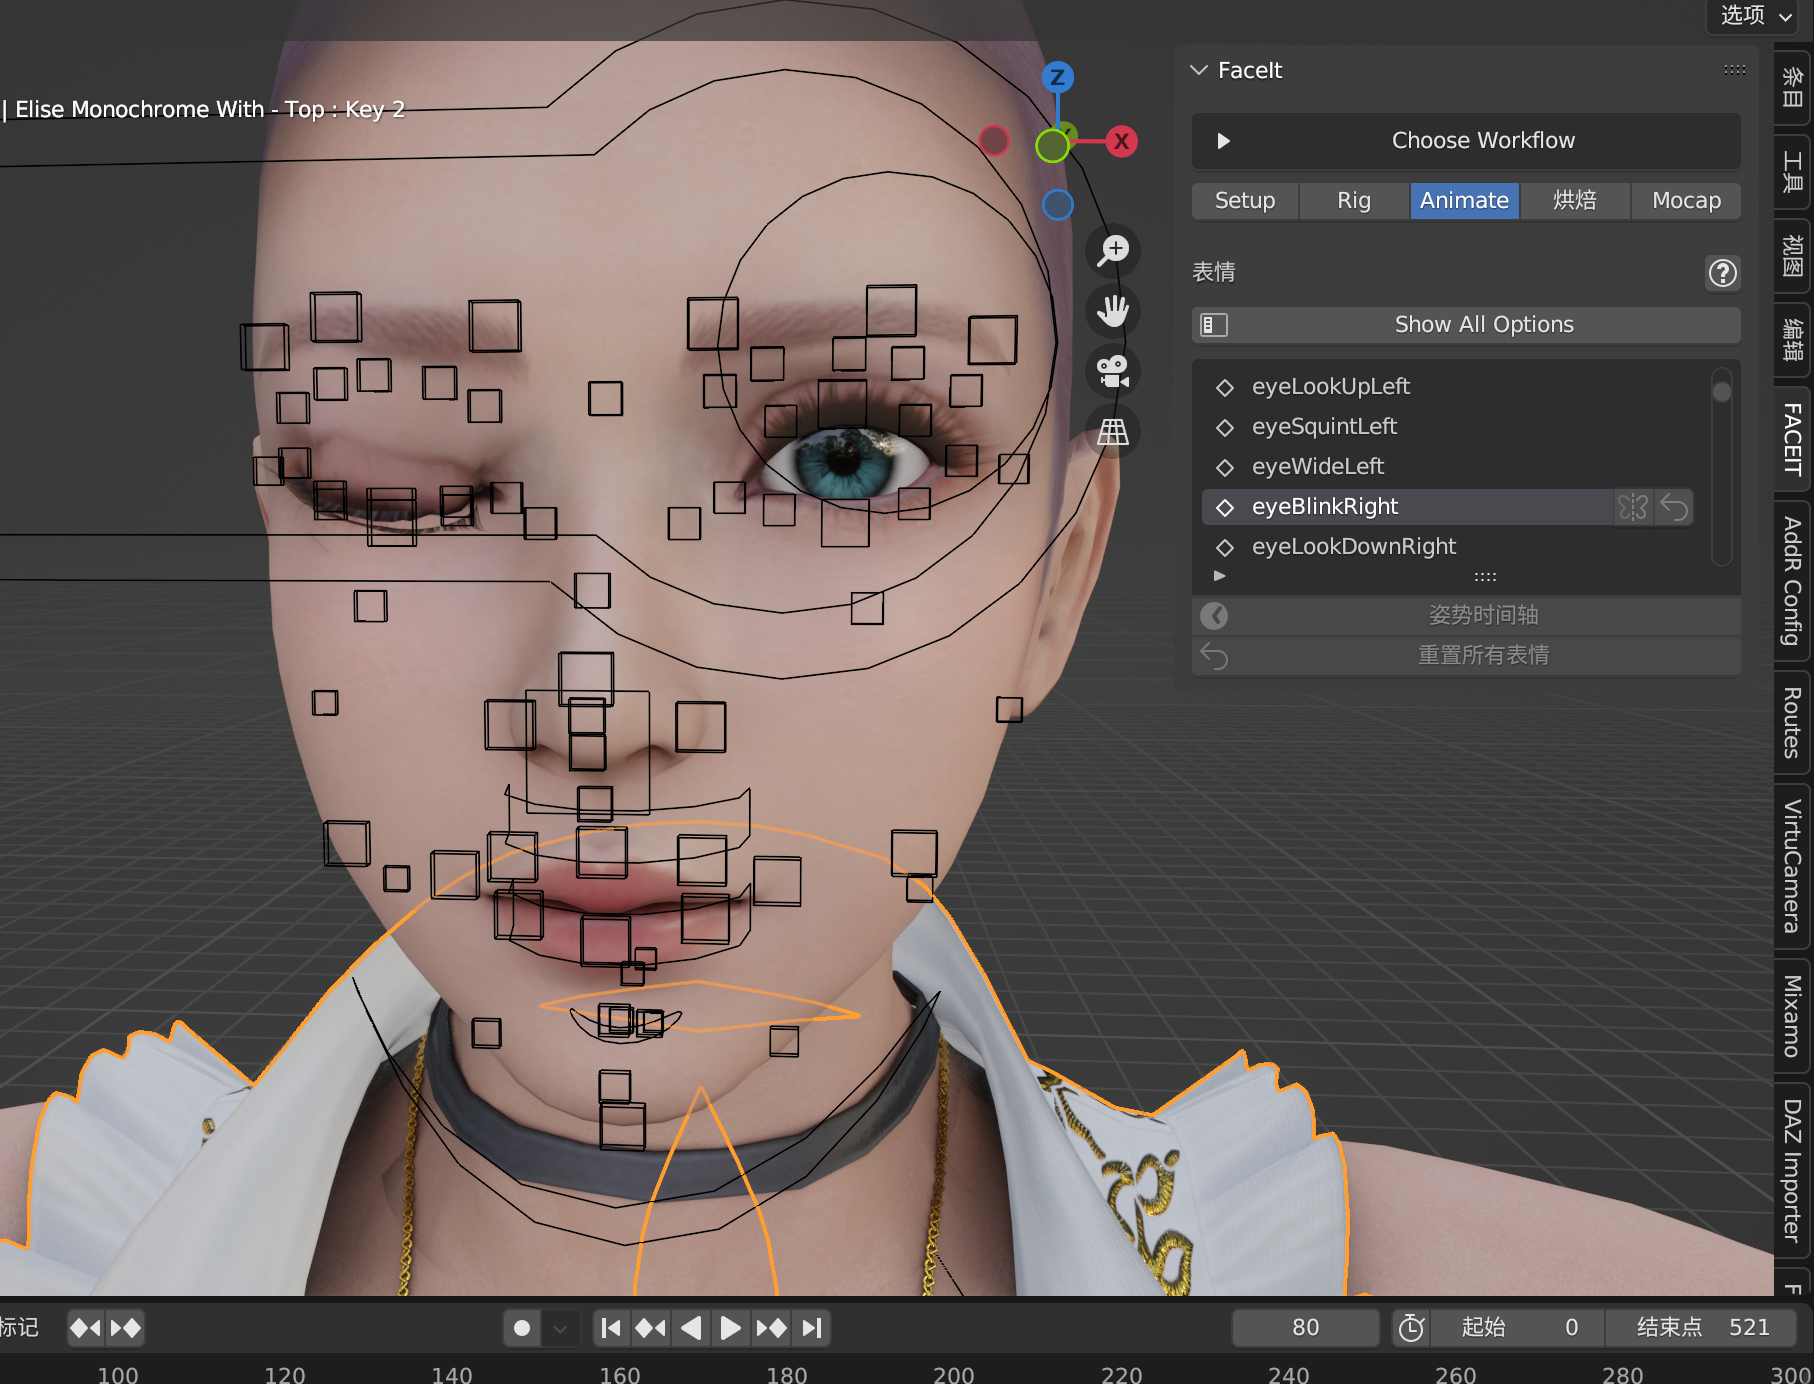 选项
| Elise Monochrome With - Top : Key 2
Z
X
Y
FaceIt
Choose Workflow
Setup
Rig
Animate
烘焙
Mocap
表情
?
Show All Options
eyeLookUpLeft
eyeSquintLeft
eyeWideLeft
eyeBlinkRight
eyeLookDownRight
姿势时间轴
重置所有表情
条目
工具
视图
编辑
FACEIT
AddR Config
Routes
VirtuCamera
Mixamo
DAZ Importer
F
标记
80
起始 0
结束点 521
100 120 140 160 180 200 220 240 260 280 300